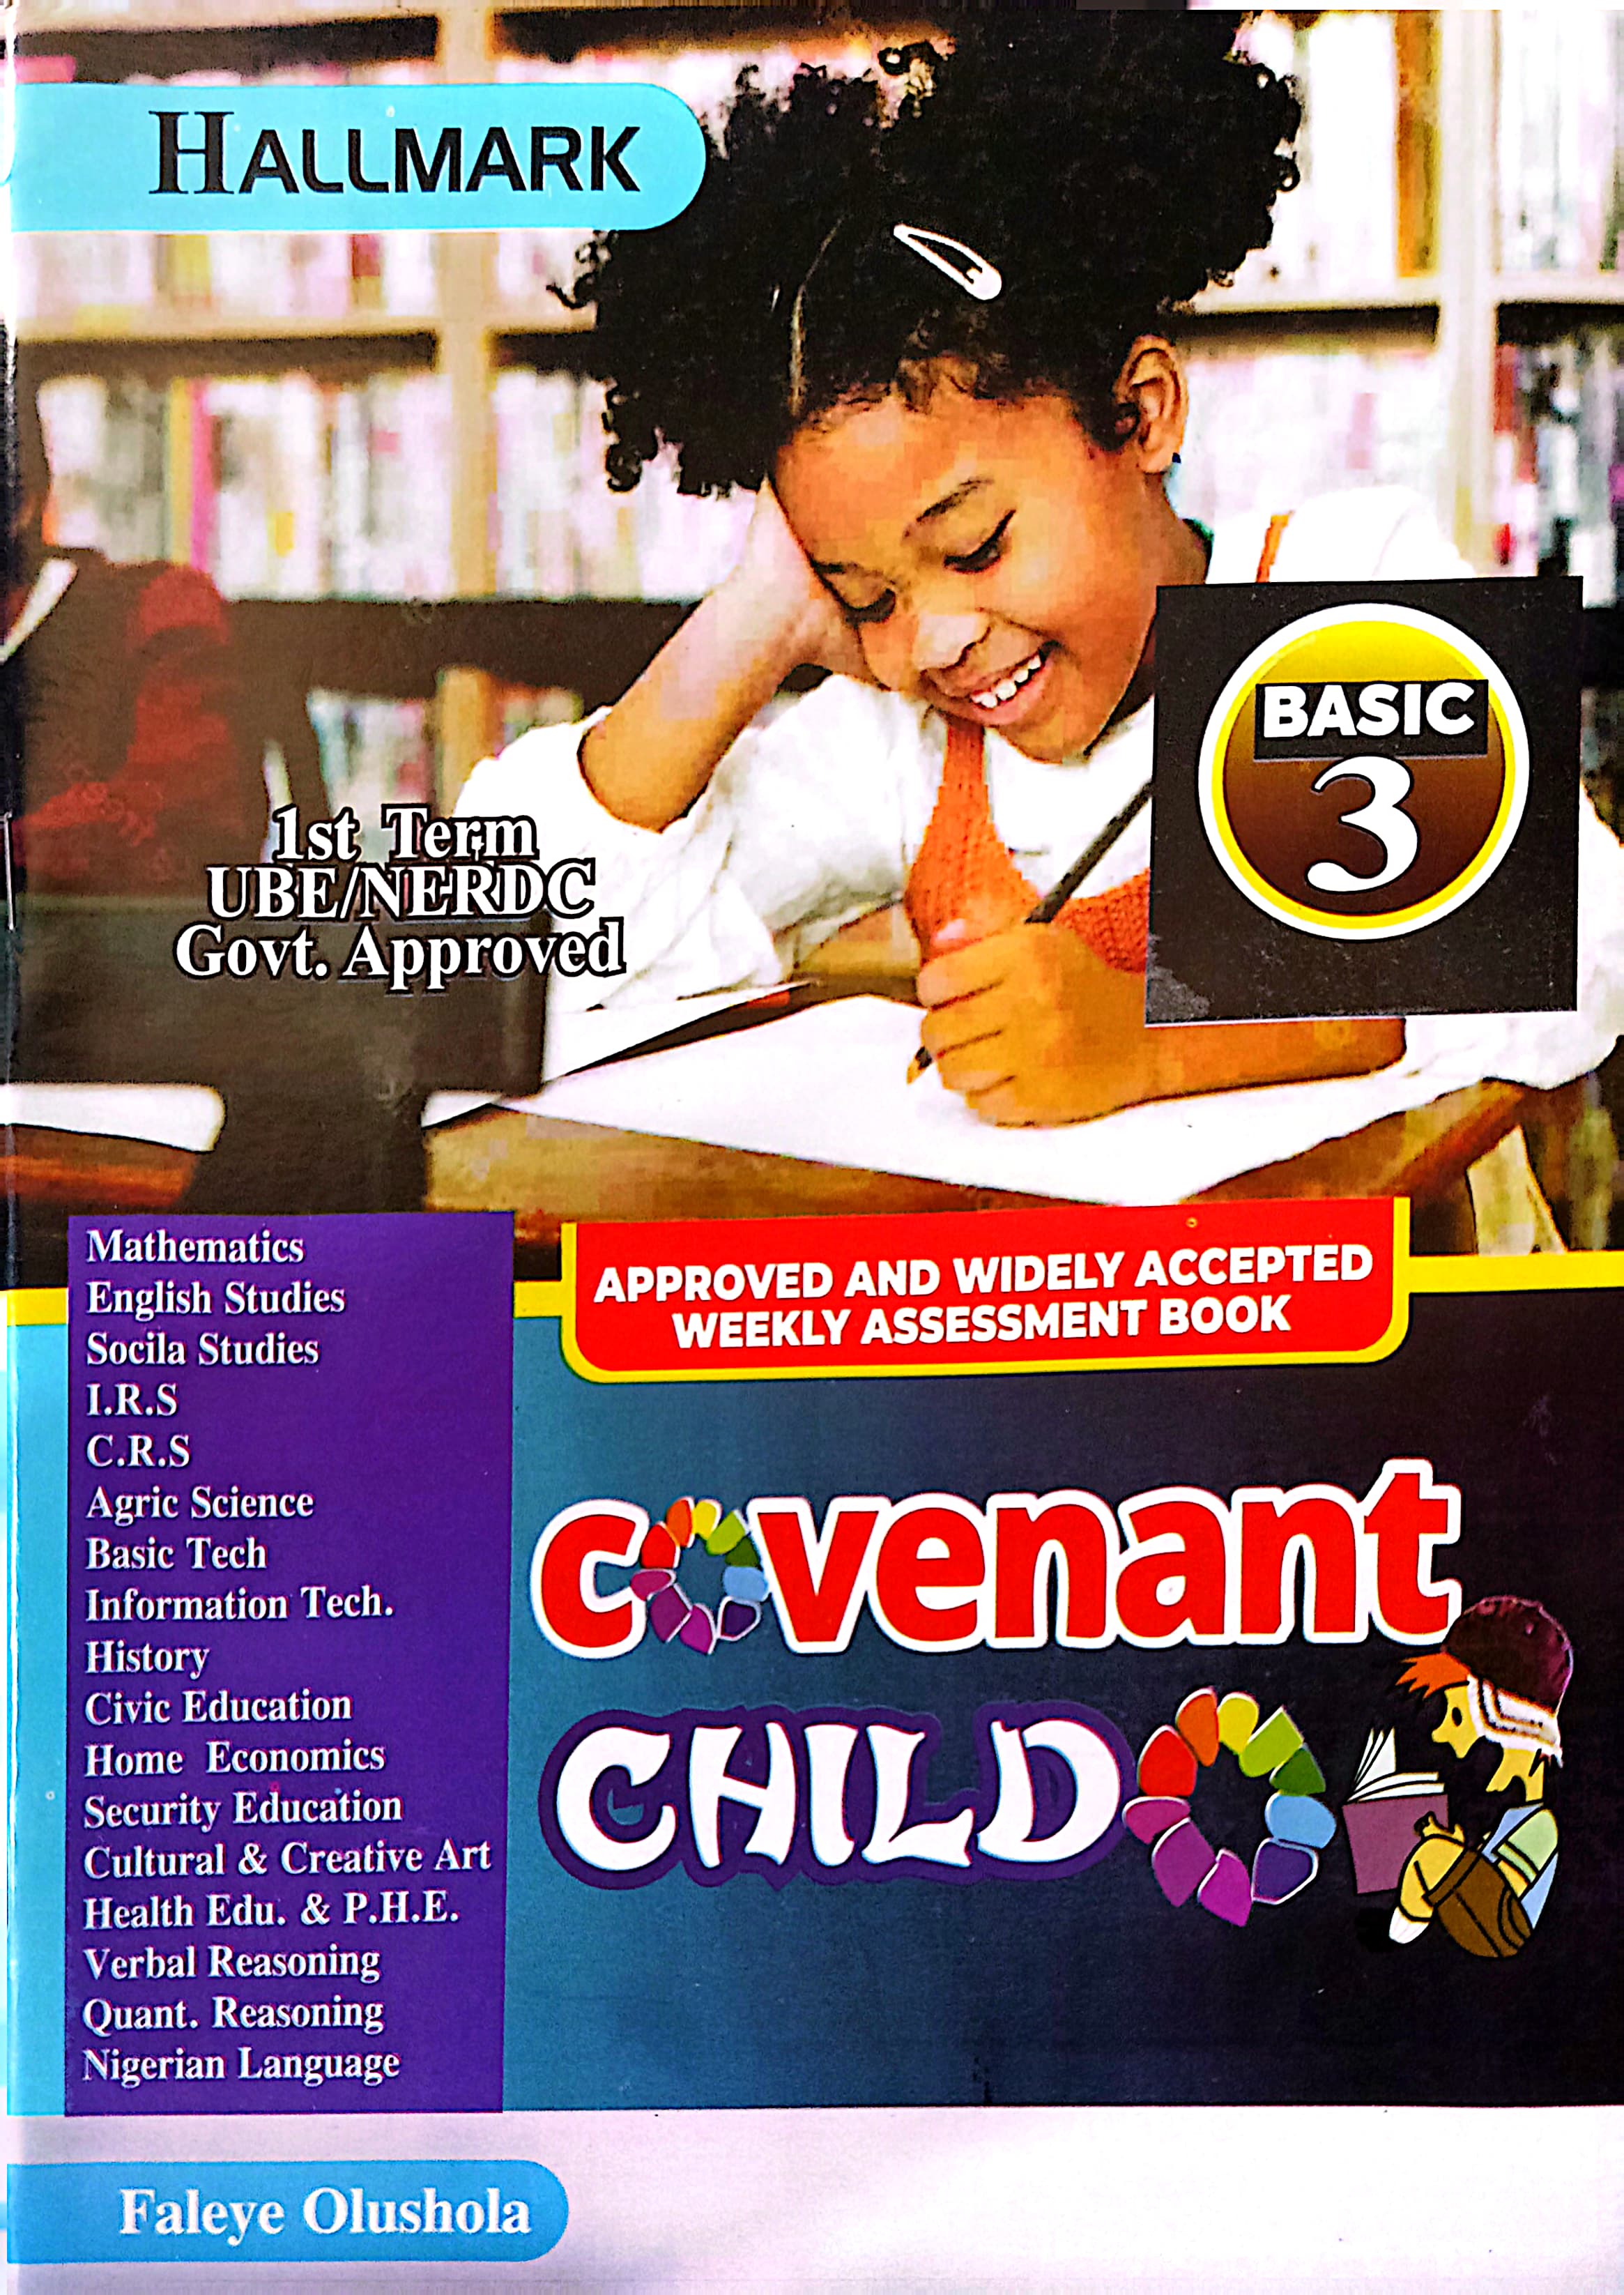 HALLMARK
BASIC
3
1st Term
UBE/NERDC
Govt. Approved
Mathematics
English Studies
Socila Studies
I.R.S
C.R.S
Agric Science
Basic Tech
Information Tech.
History
Civic Education
Home Economics
Security Education
Cultural & Creative Art
Health Edu. & P.H.E.
Verbal Reasoning
Quant. Reasoning
Nigerian Language
APPROVED AND WIDELY ACCEPTED
WEEKLY ASSESSMENT BOOK
covenant
CHILD
Faleye Olushola